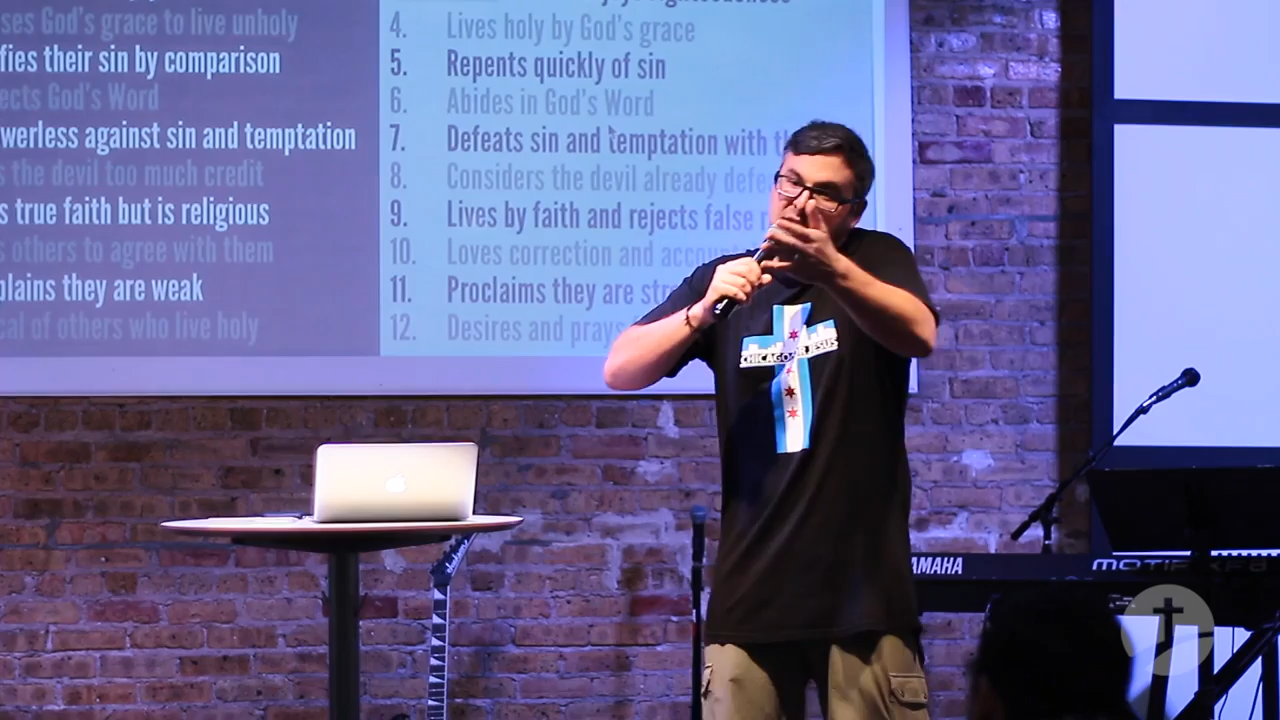 ses God's grace to live unholy
fies their sin by comparison
ects God's Word
werless against sin and temptation
s the devil too much credit
s true faith but is religious
s others to agree with them
plains they are weak
cal of others who live holy
4. Lives holy by God's grace
5. Repents quickly of sin
6. Abides in God's Word
7. Defeats sin and temptation with th
8. Considers the devil already defe
9. Lives by faith and rejects false r
10. Loves correction and accoun
11. Proclaims they are str
12. Desires and prays
CHICAGO FOR JESUS
AMAHA
MOTIF XF8